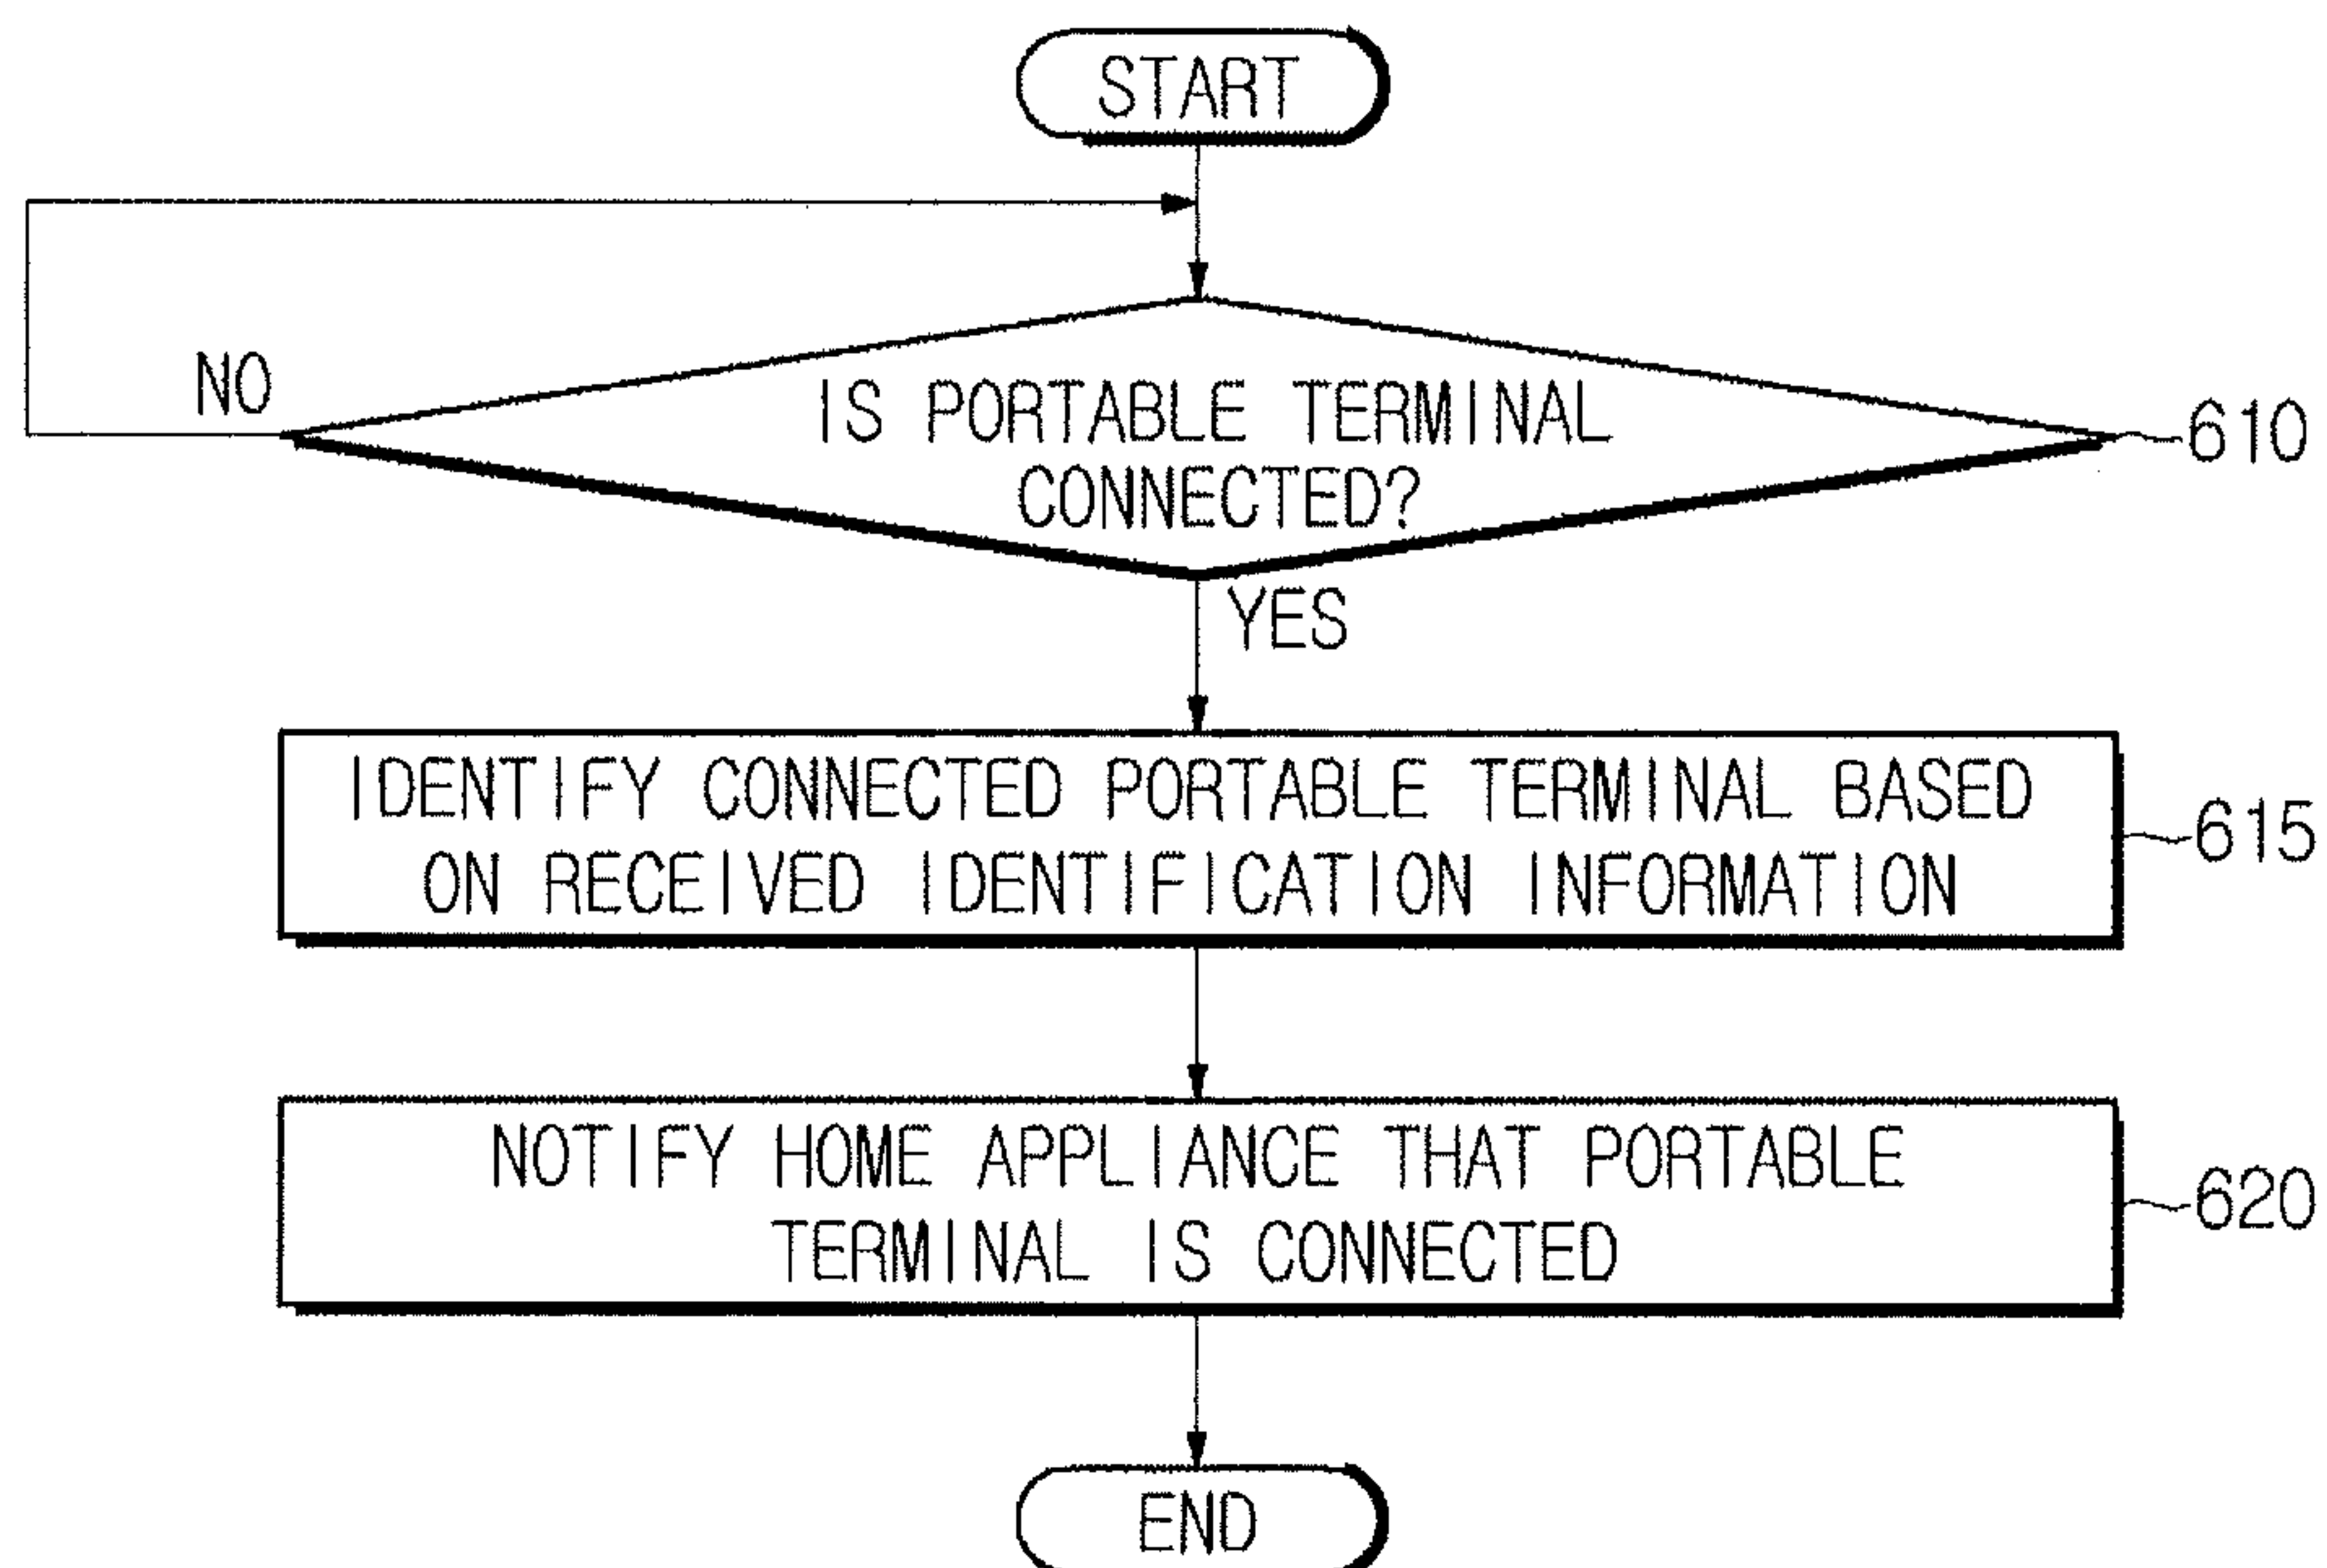 START
NO
IS PORTABLE TERMINAL
CONNECTED?
610
YES
IDENTIFY CONNECTED PORTABLE TERMINAL BASED
ON RECEIVED IDENTIFICATION INFORMATION
615
NOTIFY HOME APPLIANCE THAT PORTABLE
TERMINAL IS CONNECTED
620
END